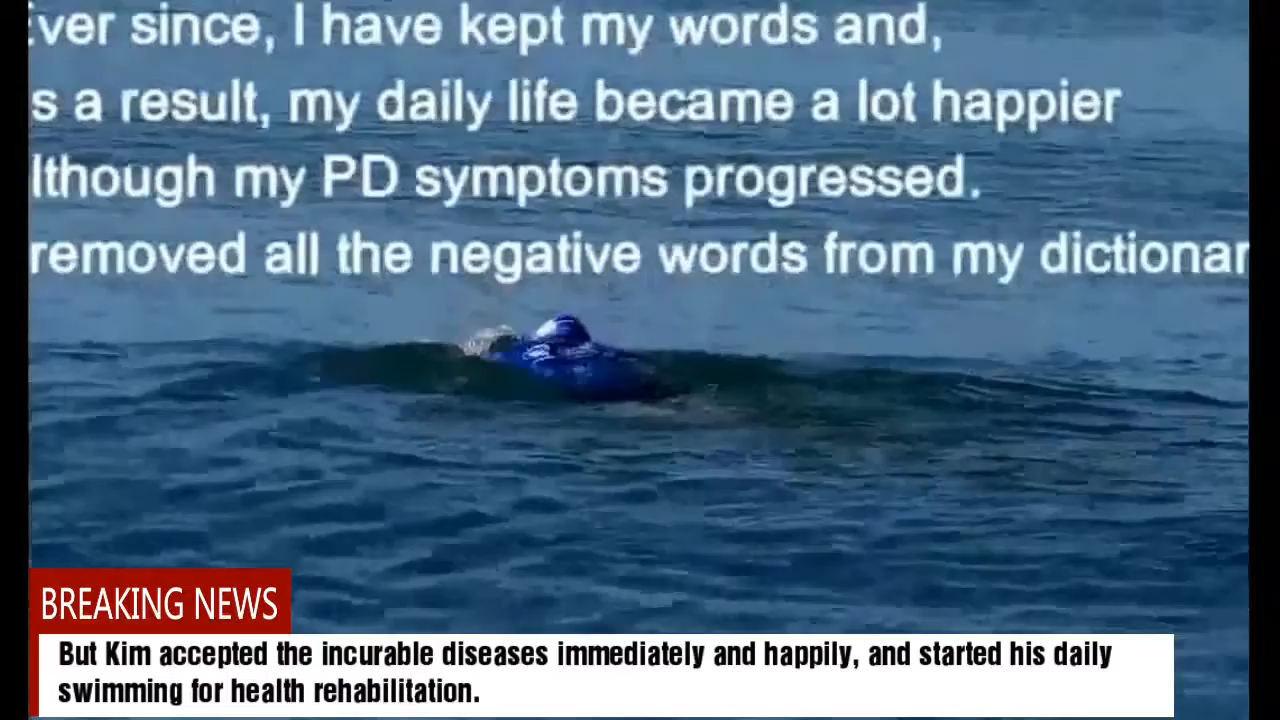 ver since, I have kept my words and,
s a result, my daily life became a lot happier
lthough my PD symptoms progressed.
removed all the negative words from my dictionar
BREAKING NEWS
But Kim accepted the incurable diseases immediately and happily, and started his daily
swimming for health rehabilitation.